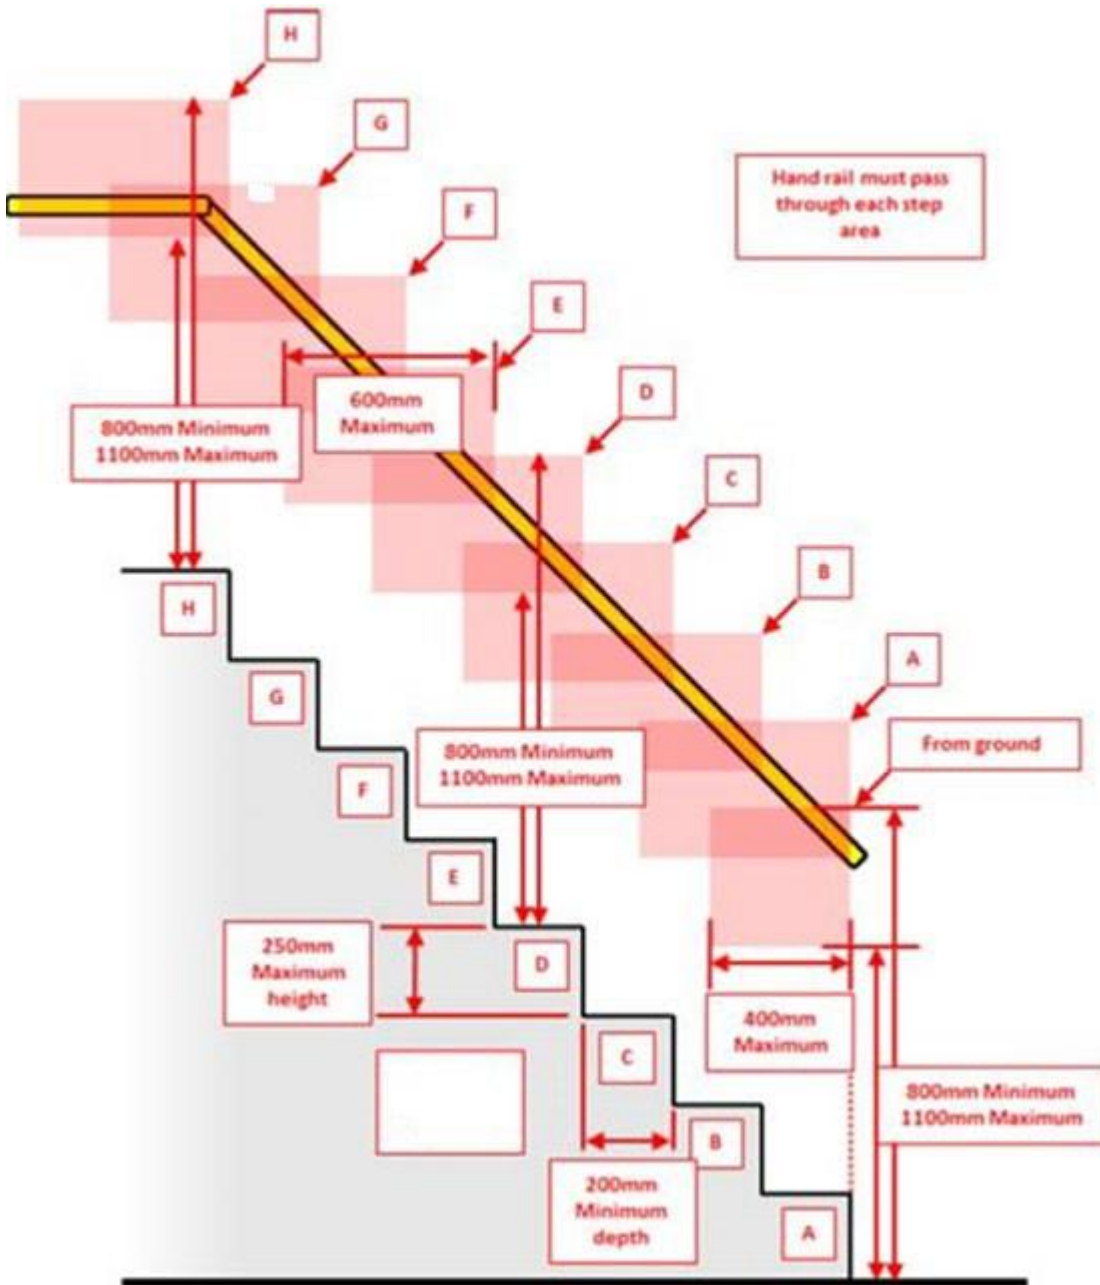 H
G
Hand rail must pass
through each step
area
F
E
D
600mm
Maximum
800mm Minimum
1100mm Maximum
C
B
H
A
G
From ground
800mm Minimum
1100mm Maximum
F
E
250mm
Maximum
height
D
400mm
Maximum
C
800mm Minimum
1100mm Maximum
B
200mm
Minimum
depth
A